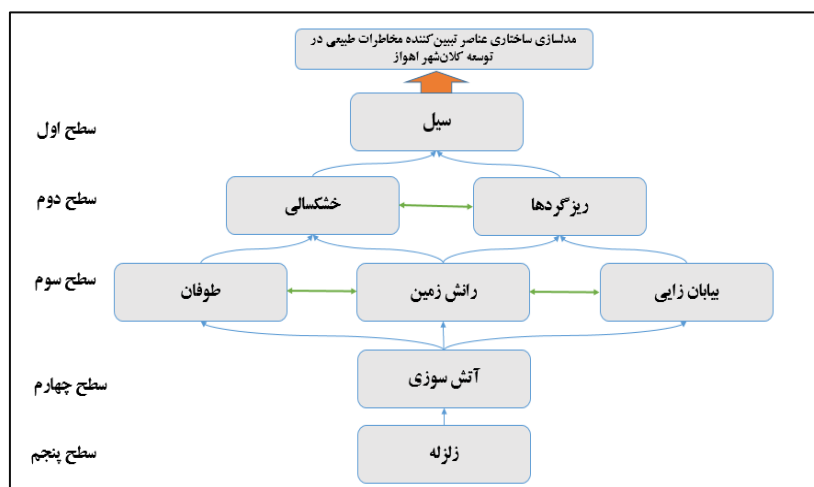 مدلسازی ساختاری عناصر تبیین‌کننده مخاطرات طبیعی در
توسعه کلان‌شهر اهواز
سطح اول
سیل
سطح دوم
ریزگردها
خشکسالی
سطح سوم
بیابان زایی
رانش زمین
طوفان
سطح چهارم
آتش سوزی
سطح پنجم
زلزله